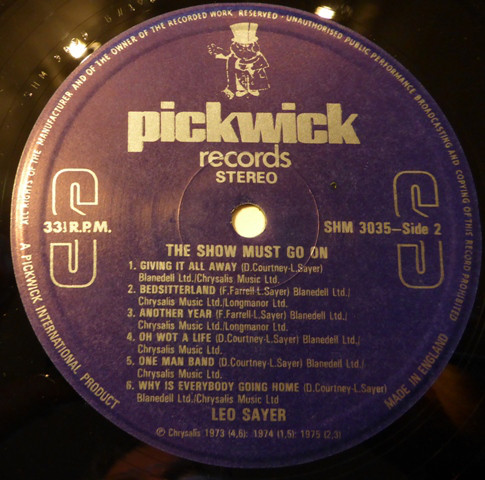 ALL RIGHTS OF THE MANUFACTURER AND OF THE OWNER OF THE RECORDED WORK RESERVED - UNAUTHORISED PUBLIC PERFORMANCE BROADCASTING AND COPYING OF THIS RECORD PROHIBITED
pickwick
records
STEREO
33⅓ R.P.M.
SHM 3035—Side 2
THE SHOW MUST GO ON
1. GIVING IT ALL AWAY (D.Courtney-L.Sayer)
Blanedell Ltd./Chrysalis Music Ltd.
2. BEDSITTERLAND (F.Farrell-L.Sayer) Blanedell Ltd./
Chrysalis Music Ltd./Longmanor Ltd.
3. ANOTHER YEAR (F.Farrell-L.Sayer) Blanedell Ltd./
Chrysalis Music Ltd./Longmanor Ltd.
4. OH WOT A LIFE (D.Courtney-L.Sayer) Blanedell Ltd./
Chrysalis Music Ltd.
5. ONE MAN BAND (D.Courtney-L.Sayer) Blanedell Ltd./
Chrysalis Music Ltd.
6. WHY IS EVERYBODY GOING HOME (D.Courtney-L.Sayer)
Blanedell Ltd./Chrysalis Music Ltd
LEO SAYER
℗ Chrysalis 1973 (4,6): 1974 (1,5): 1975 (2,3)
A PICKWICK INTERNATIONAL PRODUCT
MADE IN ENGLAND